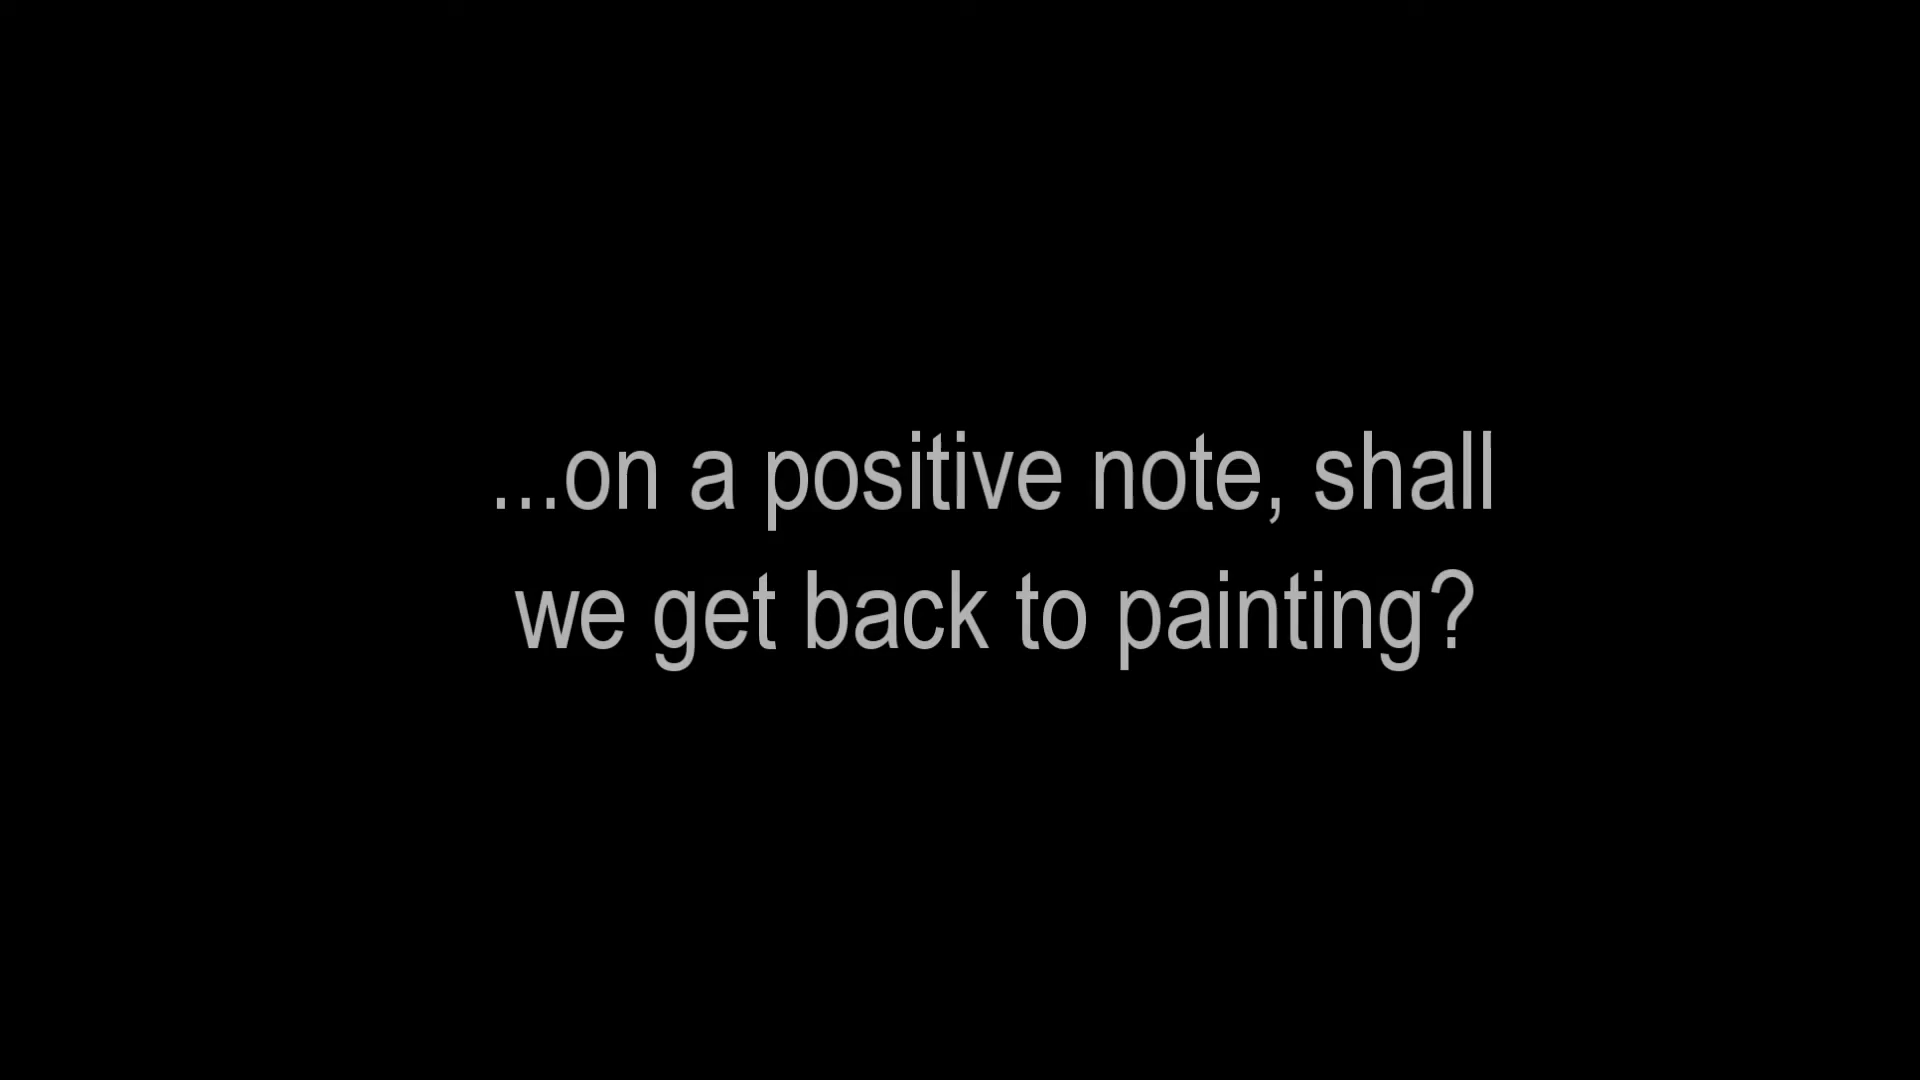 ...on a positive note, shall
we get back to painting?